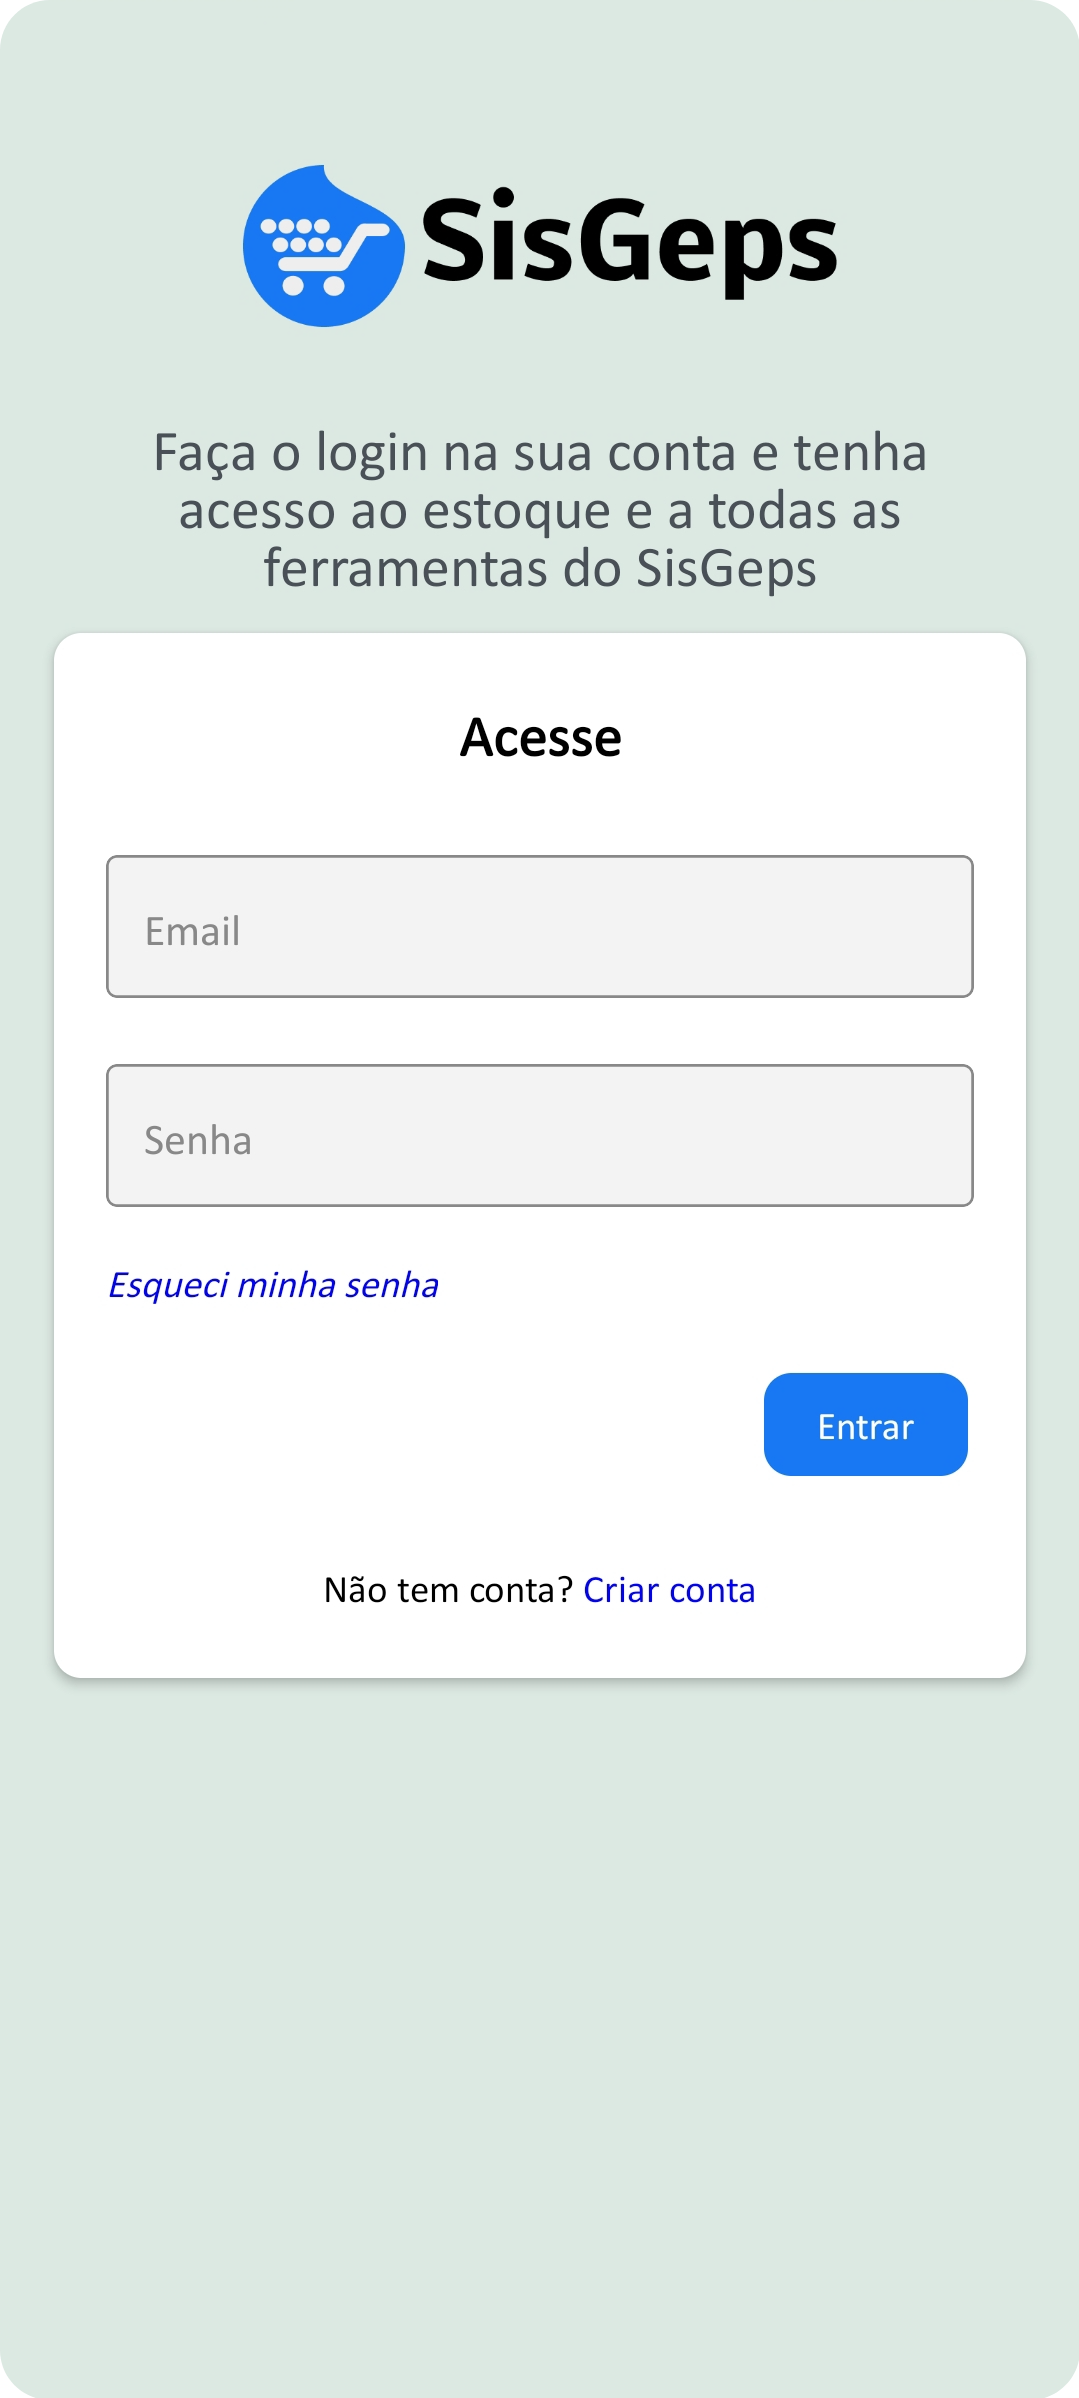 SisGeps
Faça o login na sua conta e tenha
acesso ao estoque e a todas as
ferramentas do SisGeps
Acesse
Email
Senha
Esqueci minha senha
Entrar
Não tem conta? Criar conta